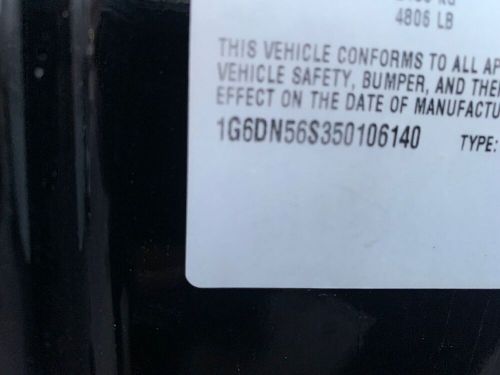 4806 LB
THIS VEHICLE CONFORMS TO ALL AP
VEHICLE SAFETY, BUMPER, AND THE
EFFECT ON THE DATE OF MANUFACTU
1G6DN56S350106140 TYPE: